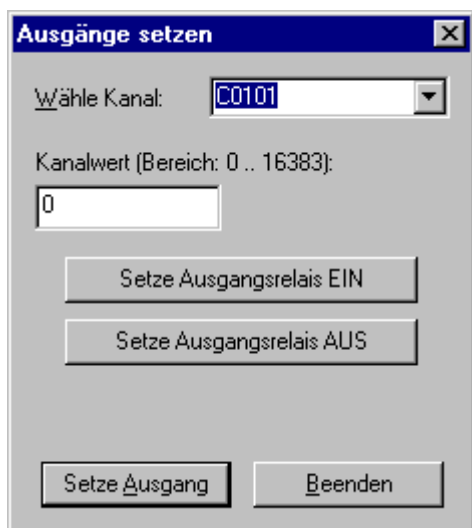 Ausgänge setzen
Wähle Kanal: C0101
Kanalwert (Bereich: 0 .. 16383):
0
Setze Ausgangsrelais EIN
Setze Ausgangsrelais AUS
Setze Ausgang Beenden